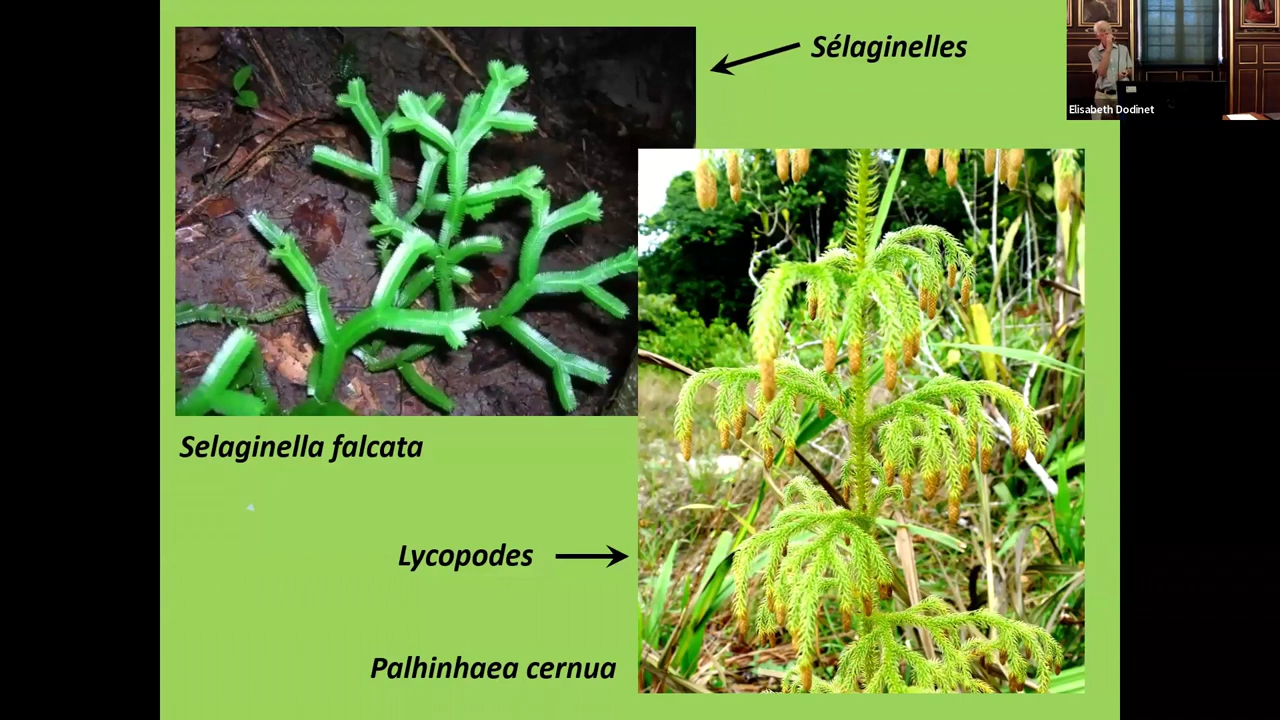 Sélaginelles
Elisabeth Dodinet
Selaginella falcata
Lycopodes
Palhinhaea cernua